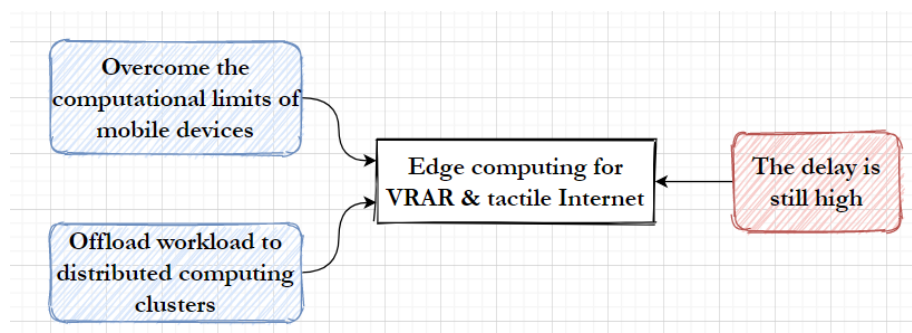 Overcome the
computational limits of
mobile devices
Edge computing for
VRAR & tactile Internet
The delay is
still high
Offload workload to
distributed computing
clusters